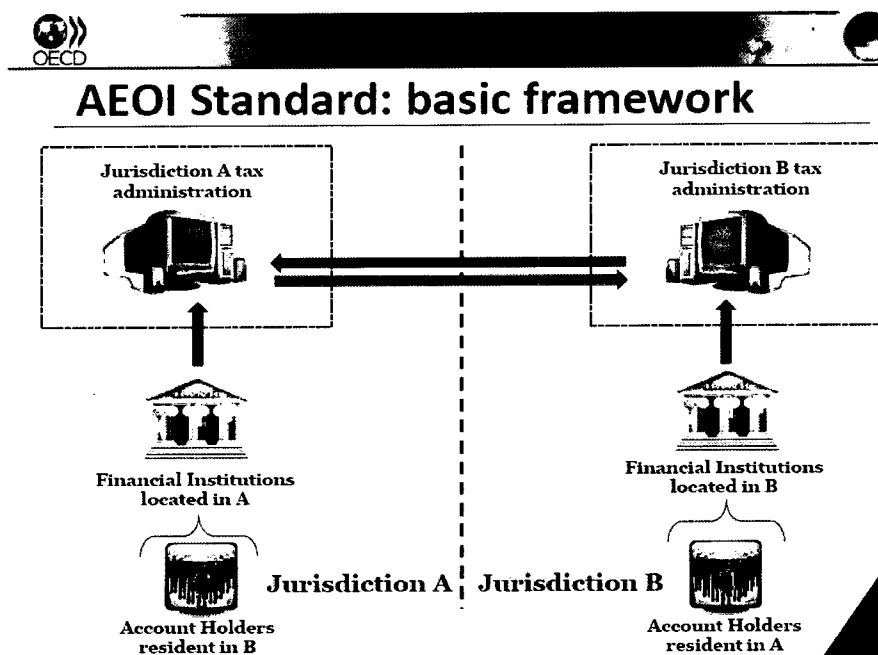 OECD
AEOI Standard: basic framework
Jurisdiction A tax
administration
Jurisdiction B tax
administration
Financial Institutions
located in A
Financial Institutions
located in B
Jurisdiction A
Jurisdiction B
Account Holders
resident in B
Account Holders
resident in A